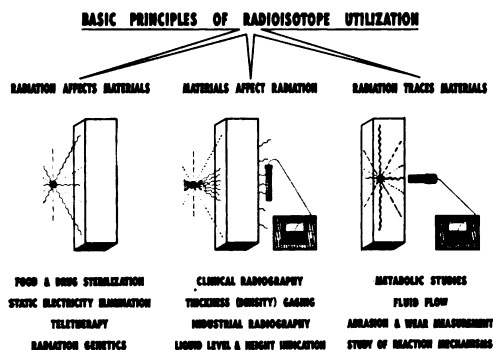 BASIC PRINCIPLES OF RADIOISOTOPE UTILIZATION
RADIATION AFFECTS MATERIALS
MATERIALS AFFECT RADIATION
RADIATION TRACES MATERIALS
FOOD & DRUG STERILIZATION
STATIC ELECTRICITY ELIMINATION
TELETHERAPY
RADIATION GENETICS
CLINICAL RADIOGRAPHY
THICKNESS (DENSITY) GAGING
INDUSTRIAL RADIOGRAPHY
LIQUID LEVEL & HEIGHT INDICATION
METABOLIC STUDIES
FLUID FLOW
ABRASION & WEAR MEASUREMENT
STUDY OF REACTION MECHANISMS